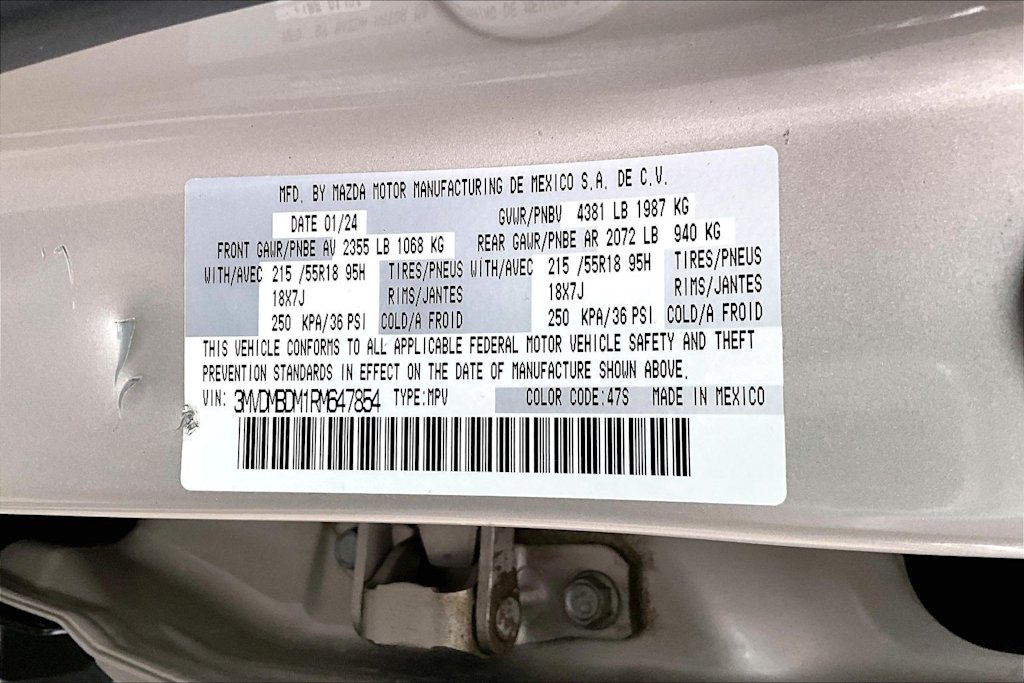 MFD. BY MAZDA MOTOR MANUFACTURING DE MEXICO S.A. DE C.V.
DATE 01/24 GVWR/PNBV 4381 LB 1987 KG
FRONT GAWR/PNBE AV 2355 LB 1068 KG REAR GAWR/PNBE AR 2072 LB 940 KG
WITH/AVEC 215 /55R18 95H TIRES/PNEUS WITH/AVEC 215 /55R18 95H TIRES/PNEUS
18X7J RIMS/JANTES 18X7J RIMS/JANTES
250 KPA/36 PSI COLD/A FROID 250 KPA/36 PSI COLD/A FROID
THIS VEHICLE CONFORMS TO ALL APPLICABLE FEDERAL MOTOR VEHICLE SAFETY AND THEFT
PREVENTION STANDARDS IN EFFECT ON THE DATE OF MANUFACTURE SHOWN ABOVE.
VIN: 3MVDMBDM1RM647854 TYPE:MPV COLOR CODE:47S MADE IN MEXICO